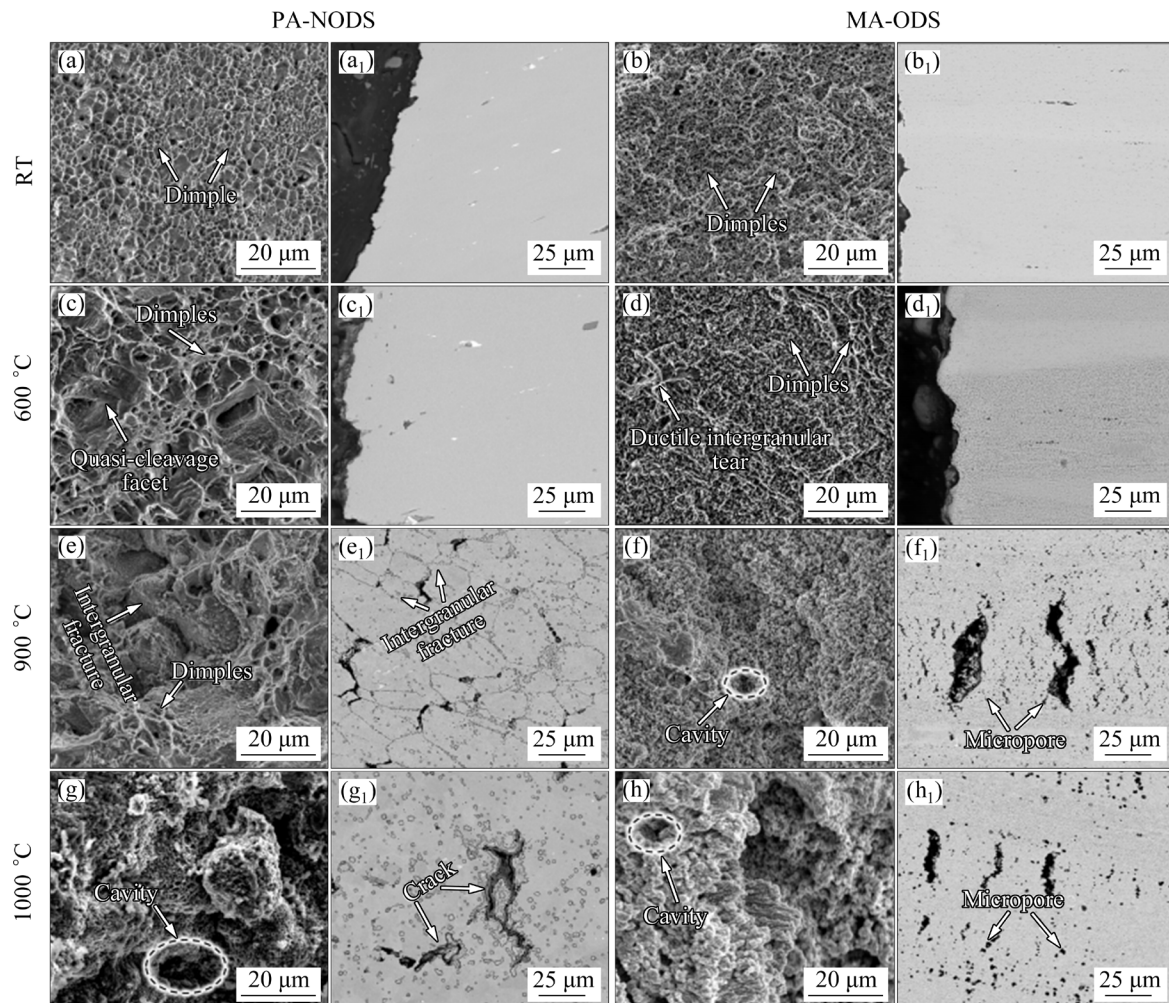 PA-NODS
MA-ODS
RT
(a)
Dimple
20 μm
(a1)
25 μm
(b)
Dimples
20 μm
(b1)
25 μm
600 °C
(c)
Dimples
Quasi-cleavage
facet
20 μm
(c1)
25 μm
(d)
Dimples
Ductile intergranular
tear
20 μm
(d1)
25 μm
900 °C
(e)
Intergranular
fracture
Dimples
20 μm
(e1)
Intergranular
fracture
25 μm
(f)
Cavity
20 μm
(f1)
Micropore
25 μm
1000 °C
(g)
Cavity
20 μm
(g1)
Crack
25 μm
(h)
Cavity
20 μm
(h1)
Micropore
25 μm